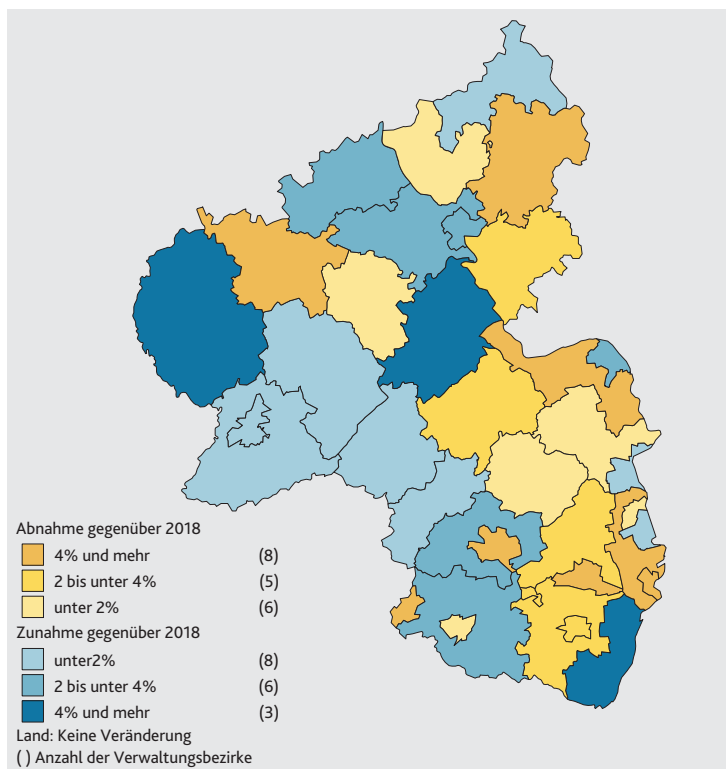 Abnahme gegenüber 2018
4% und mehr (8)
2 bis unter 4% (5)
unter 2% (6)
Zunahme gegenüber 2018
unter2% (8)
2 bis unter 4% (6)
4% und mehr (3)
Land: Keine Veränderung
( ) Anzahl der Verwaltungsbezirke